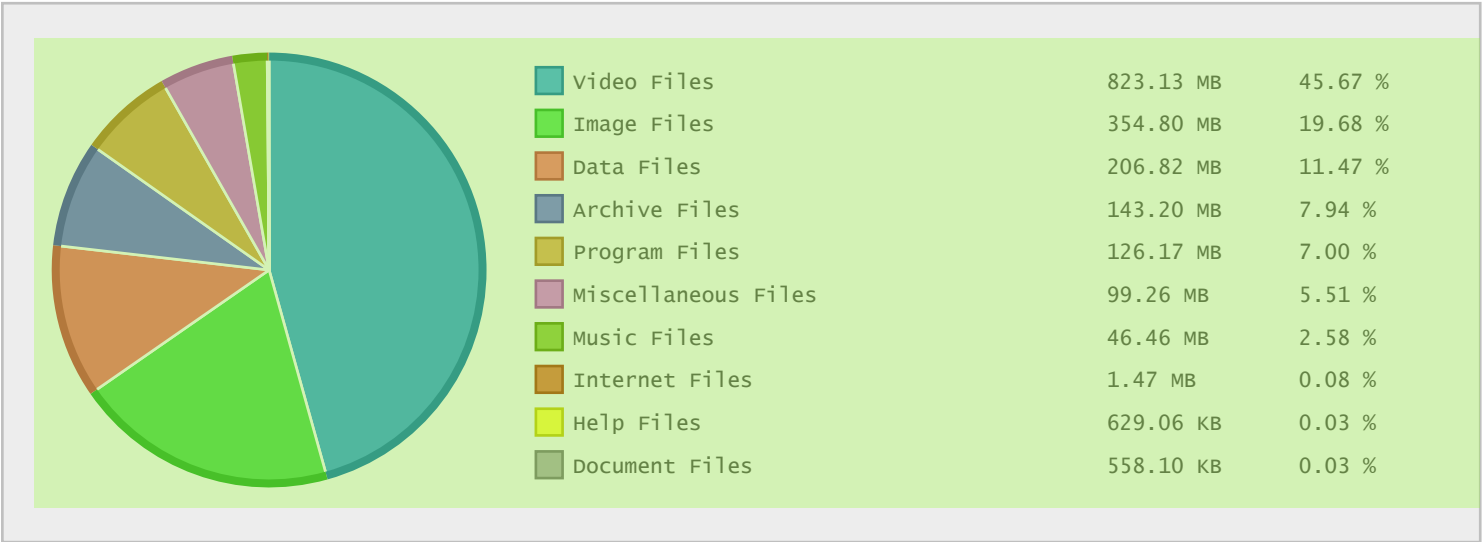 Video Files 823.13 MB 45.67 %
Image Files 354.80 MB 19.68 %
Data Files 206.82 MB 11.47 %
Archive Files 143.20 MB 7.94 %
Program Files 126.17 MB 7.00 %
Miscellaneous Files 99.26 MB 5.51 %
Music Files 46.46 MB 2.58 %
Internet Files 1.47 MB 0.08 %
Help Files 629.06 KB 0.03 %
Document Files 558.10 KB 0.03 %